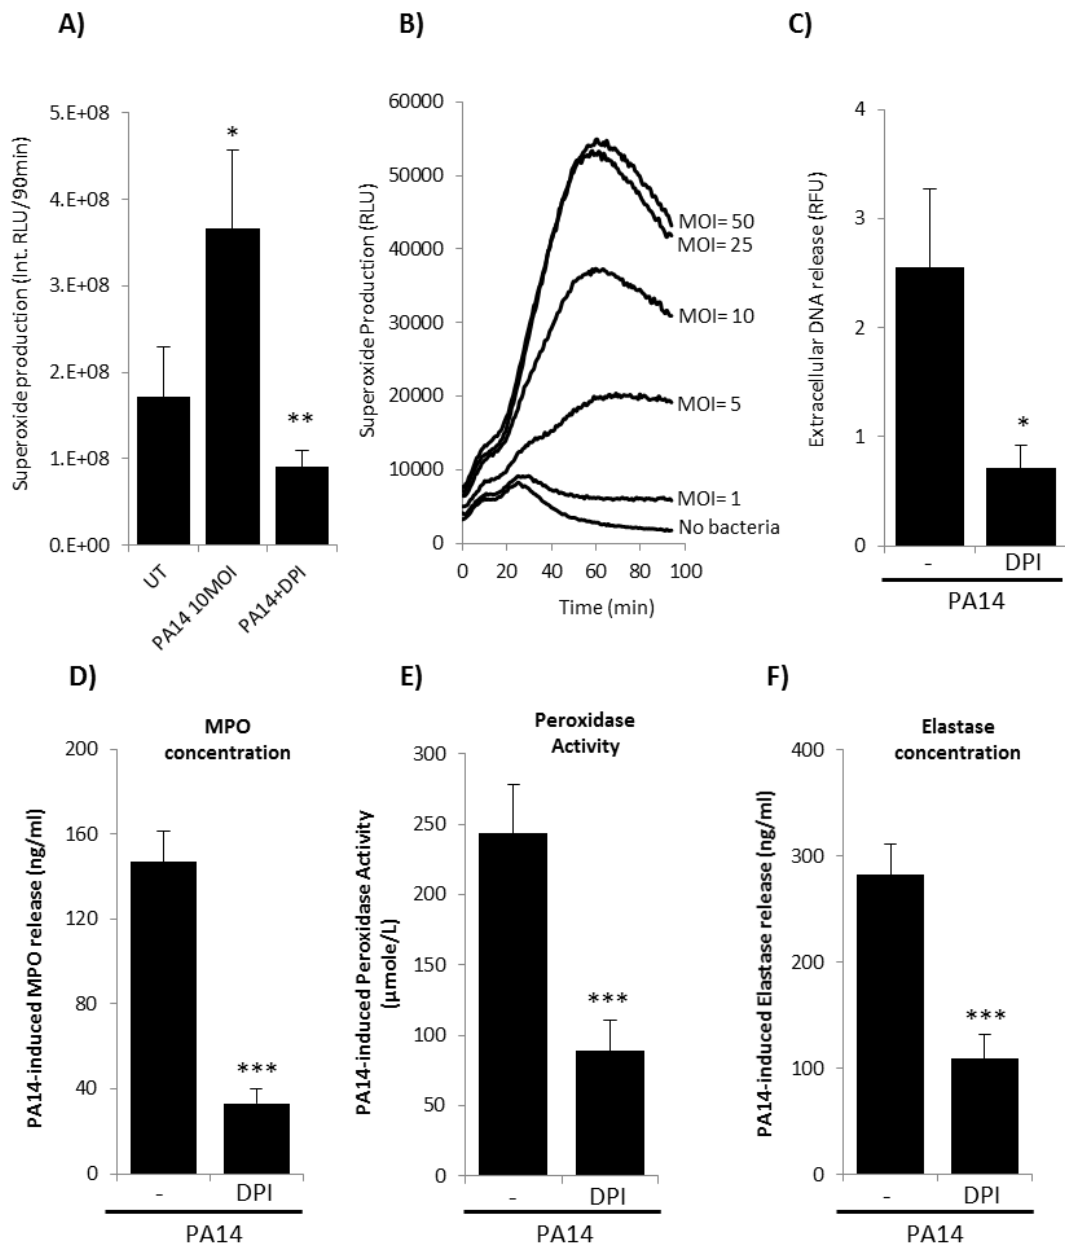 A)
Superoxide production (Int. RLU/90min)
5.E+08
4.E+08
3.E+08
2.E+08
1.E+08
0.E+00
*
**
UT
PA14 10MOI
PA14+DPI
B)
Superoxide Production (RLU)
60000
50000
40000
30000
20000
10000
0
MOI= 50
MOI= 25
MOI= 10
MOI= 5
MOI= 1
No bacteria
0 20 40 60 80 100
Time (min)
C)
Extracellular DNA release (RFU)
4
3
2
1
0
*
- DPI
PA14
D)
MPO
concentration
PA14-induced MPO release (ng/ml)
200
160
120
80
40
0
***
- DPI
PA14
E)
Peroxidase
Activity
PA14-induced Peroxidase Activity
(μmole/L)
300
250
200
150
100
50
0
***
- DPI
PA14
F)
Elastase
concentration
PA14-induced Elastase release (ng/ml)
400
300
200
100
0
***
- DPI
PA14